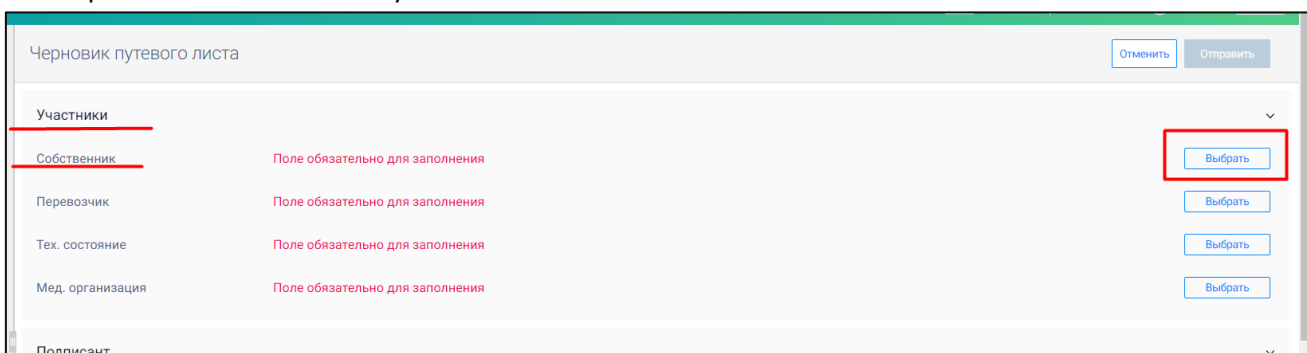 Черновик путевого листа
Отменить Отправить
Участники
Собственник Поле обязательно для заполнения Выбрать
Перевозчик Поле обязательно для заполнения Выбрать
Тех. состояние Поле обязательно для заполнения Выбрать
Мед. организация Поле обязательно для заполнения Выбрать
Подписант